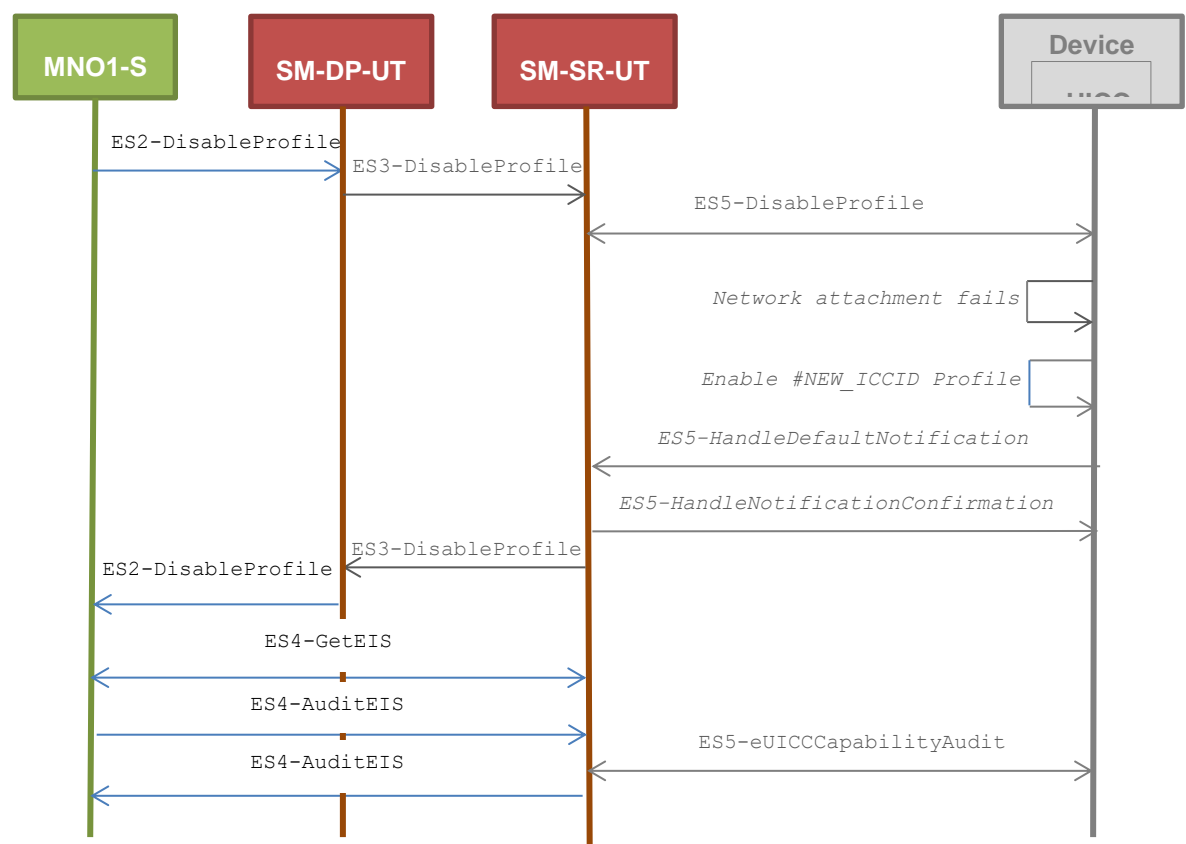 MNO1-S
SM-DP-UT
SM-SR-UT
Device
ES2-DisableProfile
ES3-DisableProfile
ES5-DisableProfile
Network attachment fails
Enable #NEW_ICCID Profile
ES5-HandleDefaultNotification
ES5-HandleNotificationConfirmation
ES3-DisableProfile
ES2-DisableProfile
ES4-GetEIS
ES4-AuditEIS
ES5-eUICCCapabilityAudit
ES4-AuditEIS